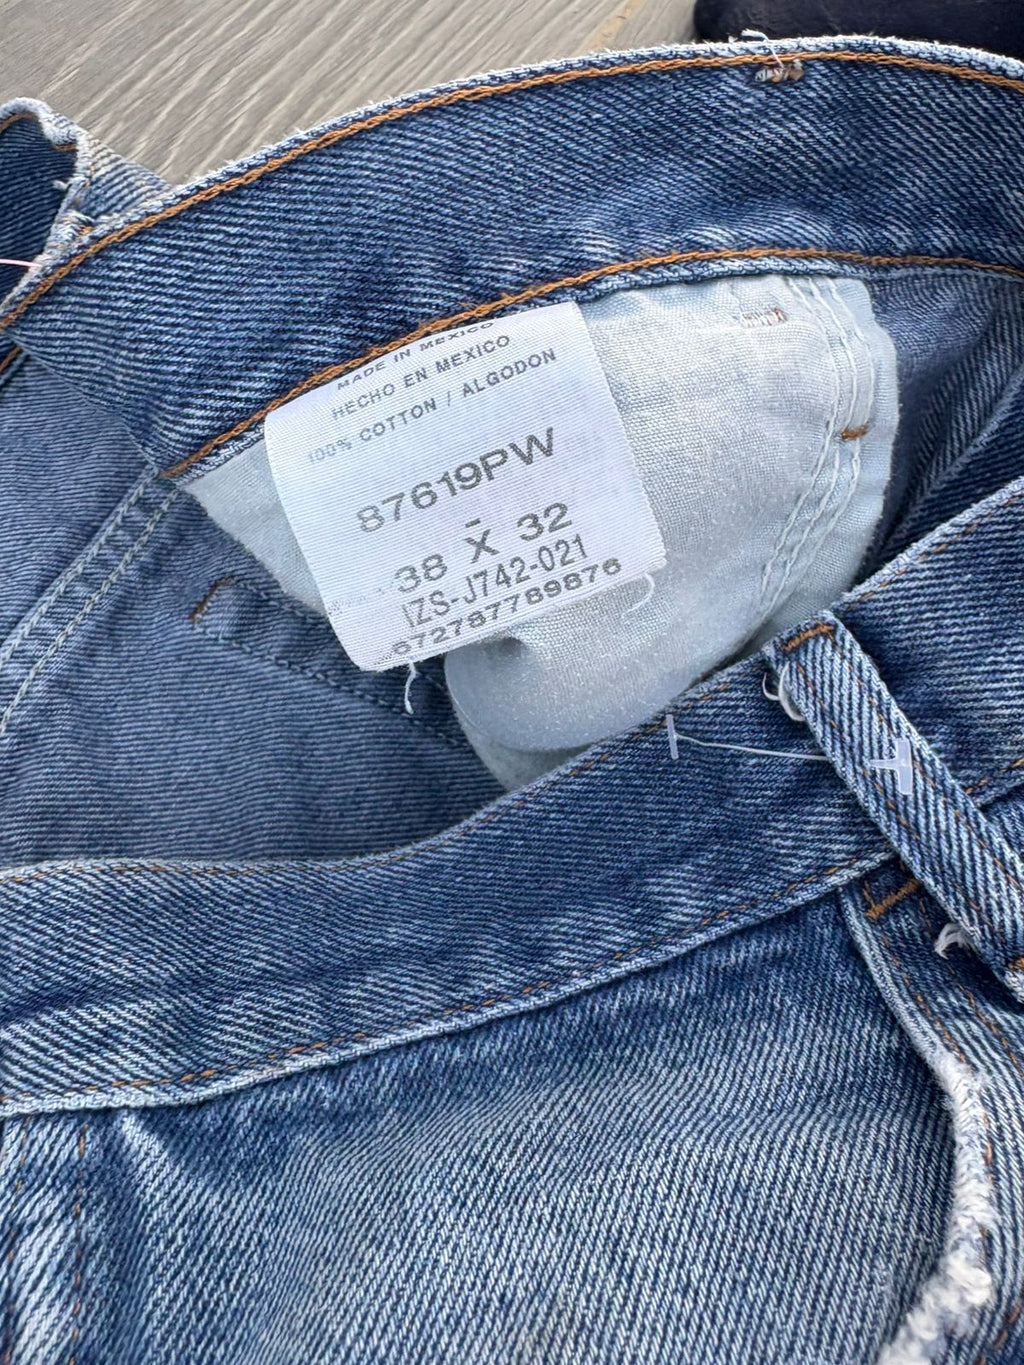 MADE IN MEXICO
HECHO EN MEXICO
100% COTTON / ALGODON
87619PW
-
38 X 32
IZS-J742-021
672787789876